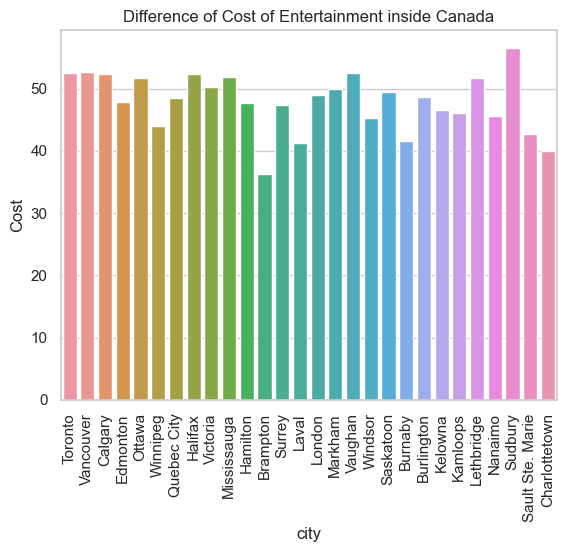 Difference of Cost of Entertainment inside Canada
Cost
50
40
30
20
10
0
Toronto
Vancouver
Calgary
Edmonton
Ottawa
Winnipeg
Quebec City
Halifax
Victoria
Mississauga
Hamilton
Brampton
Surrey
Laval
London
Markham
Vaughan
Windsor
Saskatoon
Burnaby
Burlington
Kelowna
Kamloops
Lethbridge
Nanaimo
Sudbury
Sault Ste. Marie
Charlottetown
city